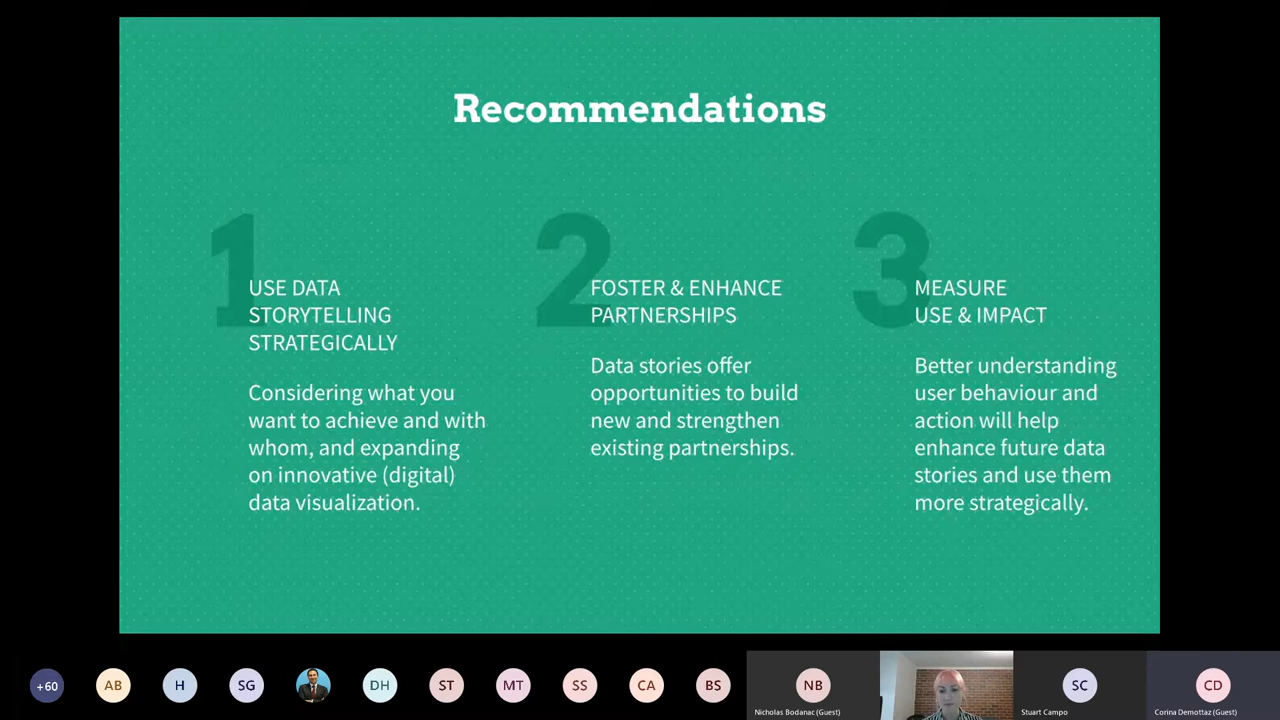 Recommendations
1
USE DATA
STORYTELLING
STRATEGICALLY
Considering what you
want to achieve and with
whom, and expanding
on innovative (digital)
data visualization.
2
FOSTER & ENHANCE
PARTNERSHIPS
Data stories offer
opportunities to build
new and strengthen
existing partnerships.
3
MEASURE
USE & IMPACT
Better understanding
user behaviour and
action will help
enhance future data
stories and use them
more strategically.
+60
AB
H
SG
DH
ST
MT
SS
CA
BS
NB
Nicholas Bodanac (Guest)
SC
Stuart Campo
CD
Corina Demottaz (Guest)